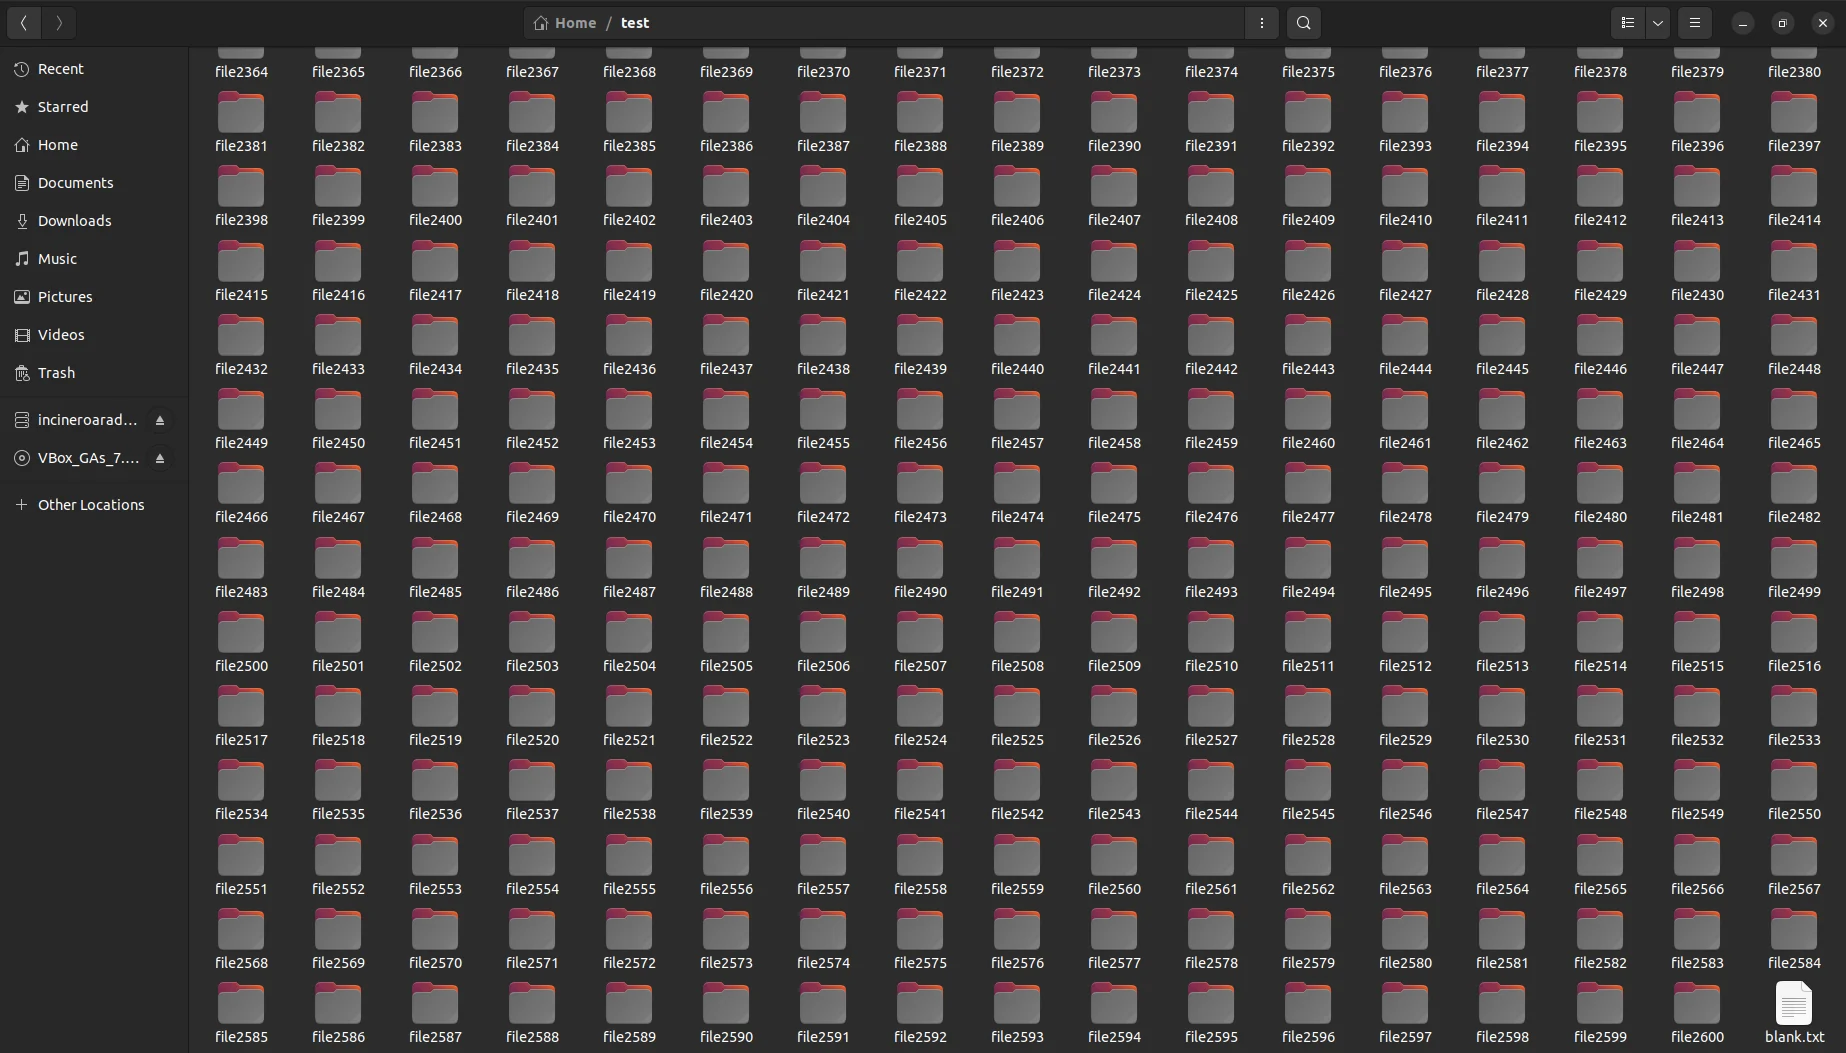 Home / test
Recent
Starred
Home
Documents
Downloads
Music
Pictures
Videos
Trash
incineroarad...
VBox_GAs_7....
Other Locations
file2364 file2365 file2366 file2367 file2368 file2369 file2370 file2371 file2372 file2373 file2374 file2375 file2376 file2377 file2378 file2379 file2380
file2381 file2382 file2383 file2384 file2385 file2386 file2387 file2388 file2389 file2390 file2391 file2392 file2393 file2394 file2395 file2396 file2397
file2398 file2399 file2400 file2401 file2402 file2403 file2404 file2405 file2406 file2407 file2408 file2409 file2410 file2411 file2412 file2413 file2414
file2415 file2416 file2417 file2418 file2419 file2420 file2421 file2422 file2423 file2424 file2425 file2426 file2427 file2428 file2429 file2430 file2431
file2432 file2433 file2434 file2435 file2436 file2437 file2438 file2439 file2440 file2441 file2442 file2443 file2444 file2445 file2446 file2447 file2448
file2449 file2450 file2451 file2452 file2453 file2454 file2455 file2456 file2457 file2458 file2459 file2460 file2461 file2462 file2463 file2464 file2465
file2466 file2467 file2468 file2469 file2470 file2471 file2472 file2473 file2474 file2475 file2476 file2477 file2478 file2479 file2480 file2481 file2482
file2483 file2484 file2485 file2486 file2487 file2488 file2489 file2490 file2491 file2492 file2493 file2494 file2495 file2496 file2497 file2498 file2499
file2500 file2501 file2502 file2503 file2504 file2505 file2506 file2507 file2508 file2509 file2510 file2511 file2512 file2513 file2514 file2515 file2516
file2517 file2518 file2519 file2520 file2521 file2522 file2523 file2524 file2525 file2526 file2527 file2528 file2529 file2530 file2531 file2532 file2533
file2534 file2535 file2536 file2537 file2538 file2539 file2540 file2541 file2542 file2543 file2544 file2545 file2546 file2547 file2548 file2549 file2550
file2551 file2552 file2553 file2554 file2555 file2556 file2557 file2558 file2559 file2560 file2561 file2562 file2563 file2564 file2565 file2566 file2567
file2568 file2569 file2570 file2571 file2572 file2573 file2574 file2575 file2576 file2577 file2578 file2579 file2580 file2581 file2582 file2583 file2584
file2585 file2586 file2587 file2588 file2589 file2590 file2591 file2592 file2593 file2594 file2595 file2596 file2597 file2598 file2599 file2600 blank.txt